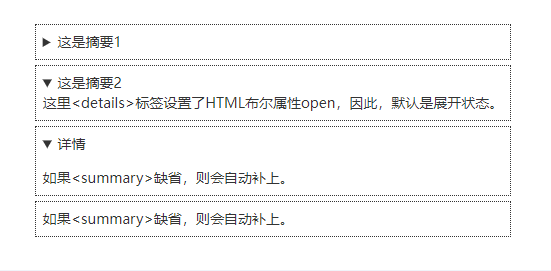 ▶ 这是摘要1
▼ 这是摘要2
这里<details>标签设置了HTML布尔属性open，因此，默认是展开状态。
▼ 详情
如果<summary>缺省，则会自动补上。
如果<summary>缺省，则会自动补上。